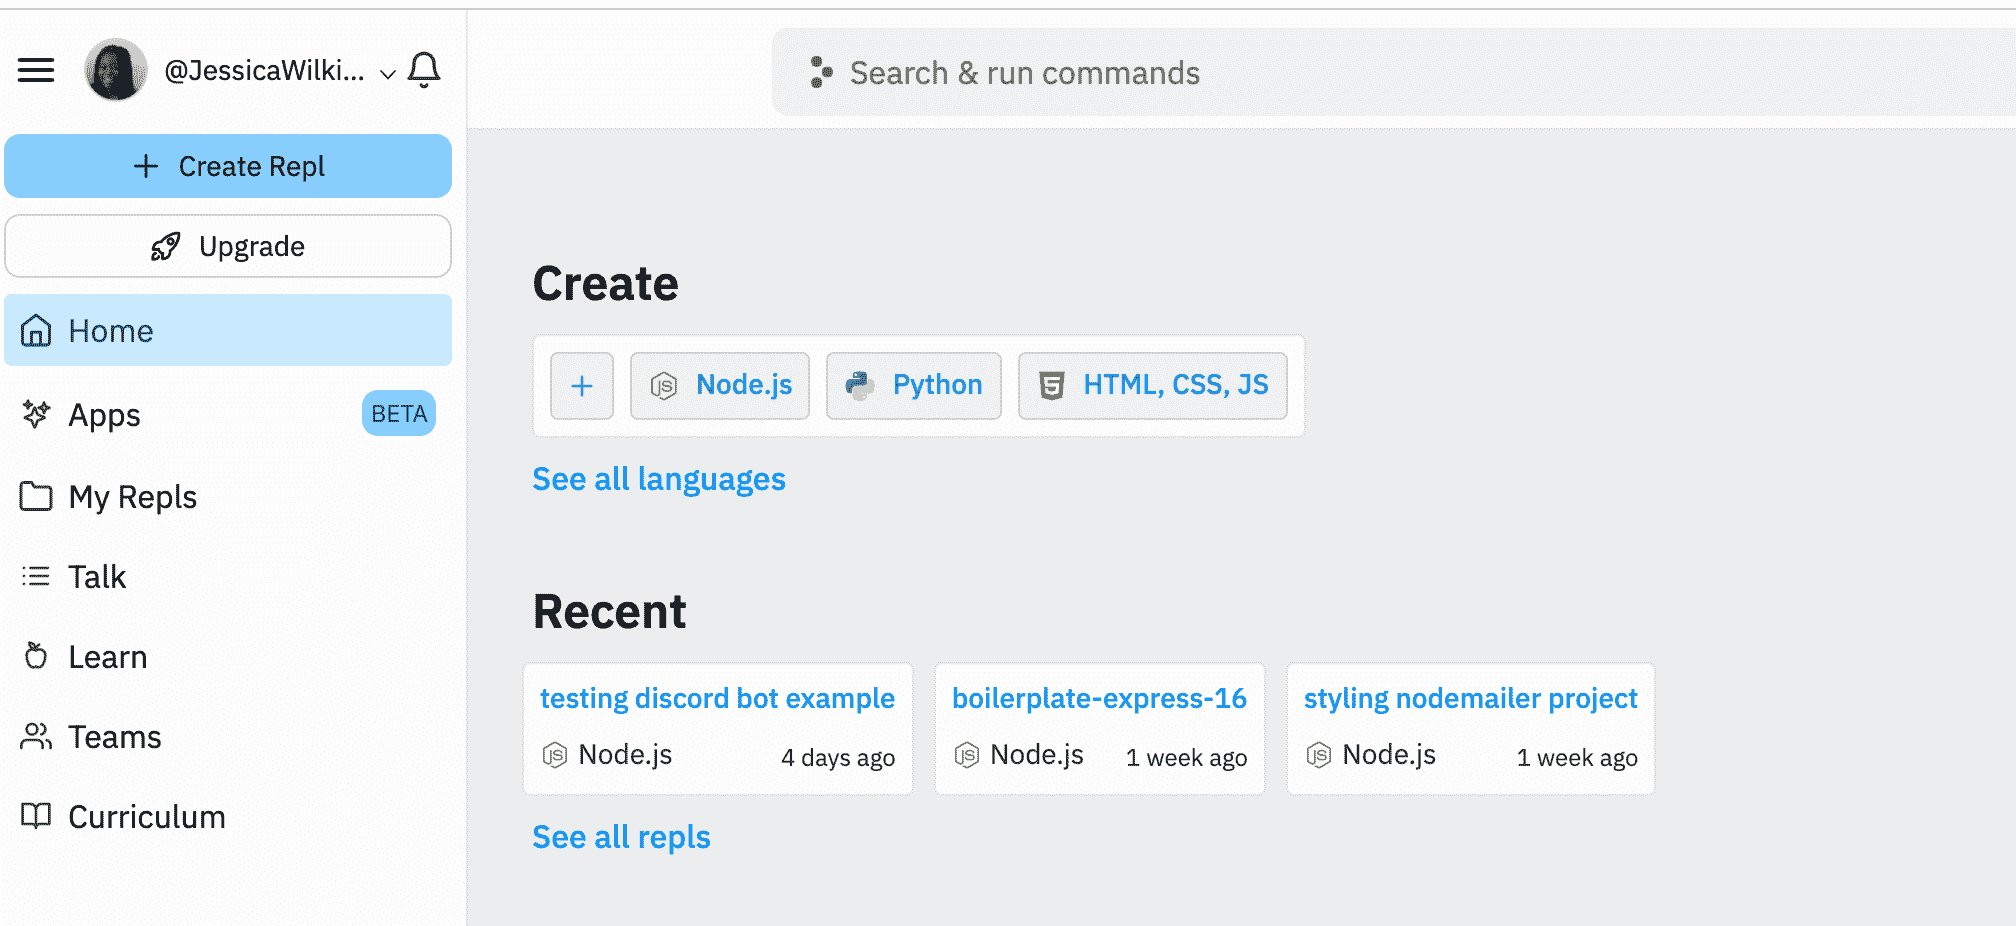 @JessicaWilki...
Search & run commands
Create Repl
Upgrade
Home
Apps
BETA
My Repls
Talk
Learn
Teams
Curriculum
Create
Node.js
Python
HTML, CSS, JS
See all languages
Recent
testing discord bot example
Node.js
4 days ago
boilerplate-express-16
Node.js
1 week ago
styling nodemailer project
Node.js
1 week ago
See all repls